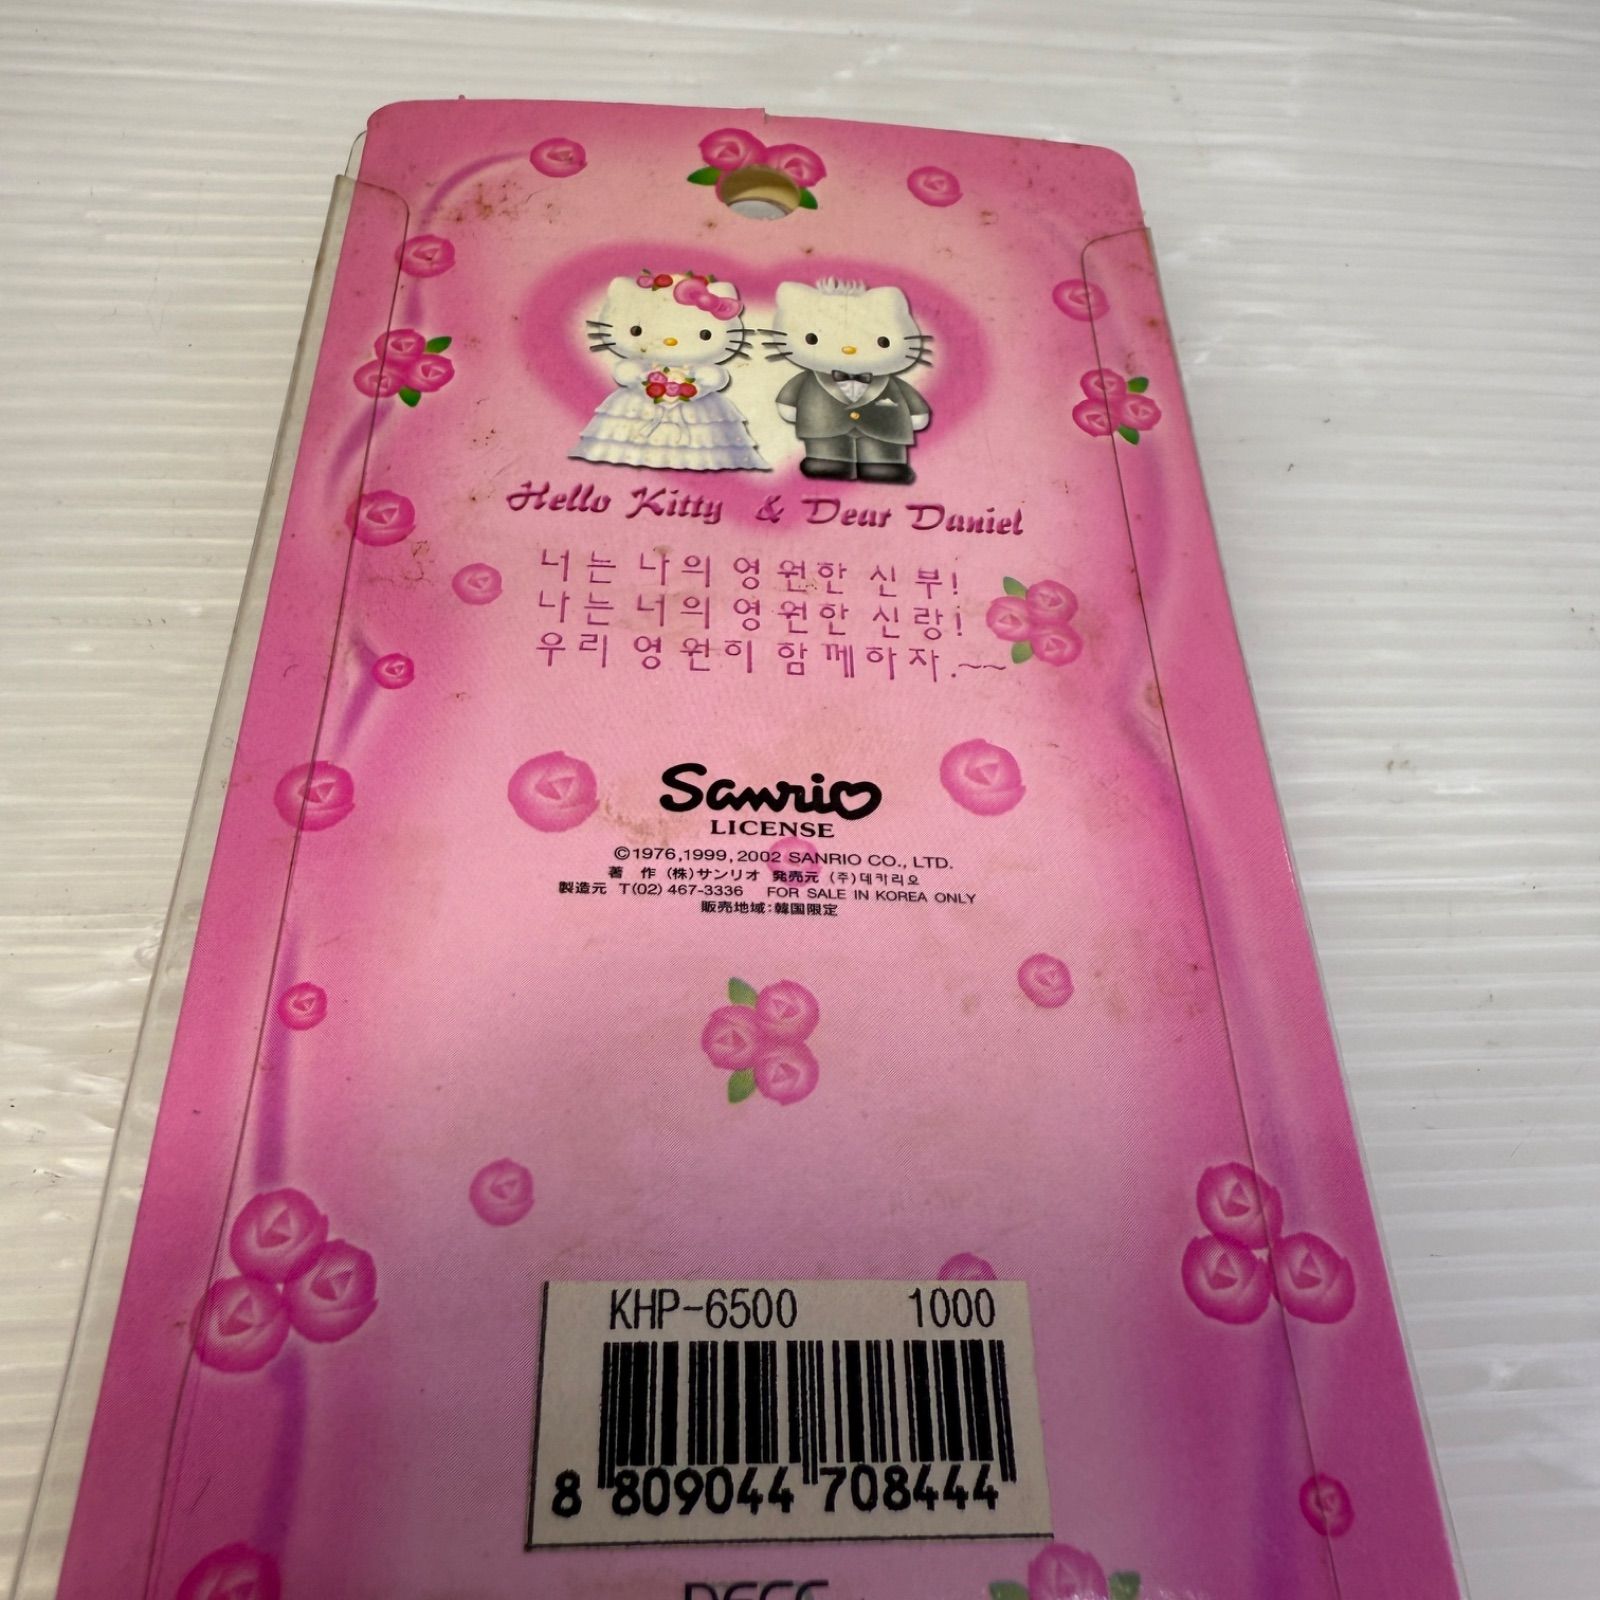 Hello Kitty & Dear Daniel
너는 나의 영원한 신부!
나는 너의 영원한 신랑!
우리 영원히 함께하자.~~
Sanrio
LICENSE
©1976,1999,2002 SANRIO CO., LTD.
著 作 (株)サンリオ 発売元 (주)데카리오
製造元 T(02) 467-3336 FOR SALE IN KOREA ONLY
販売地域:韓国限定
KHP-6500 1000
8 809044 708444